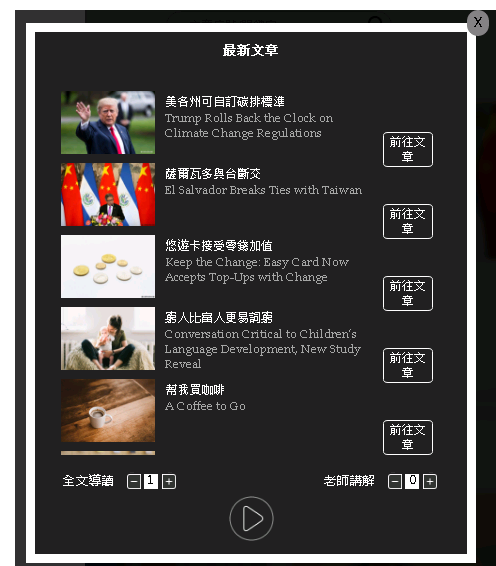 X
最新文章
美各州可自訂碳排標準
Trump Rolls Back the Clock on
Climate Change Regulations
前往文
章
薩爾瓦多與台斷交
El Salvador Breaks Ties with Taiwan
前往文
章
悠遊卡接受零錢加值
Keep the Change: Easy Card Now
Accepts Top-Ups with Change
前往文
章
窮人比富人更易詞窮
Conversation Critical to Children's
Language Development, New Study
Reveal
前往文
章
幫我買咖啡
A Coffee to Go
前往文
章
全文導讀 − 1 + 老師講解 − 0 +